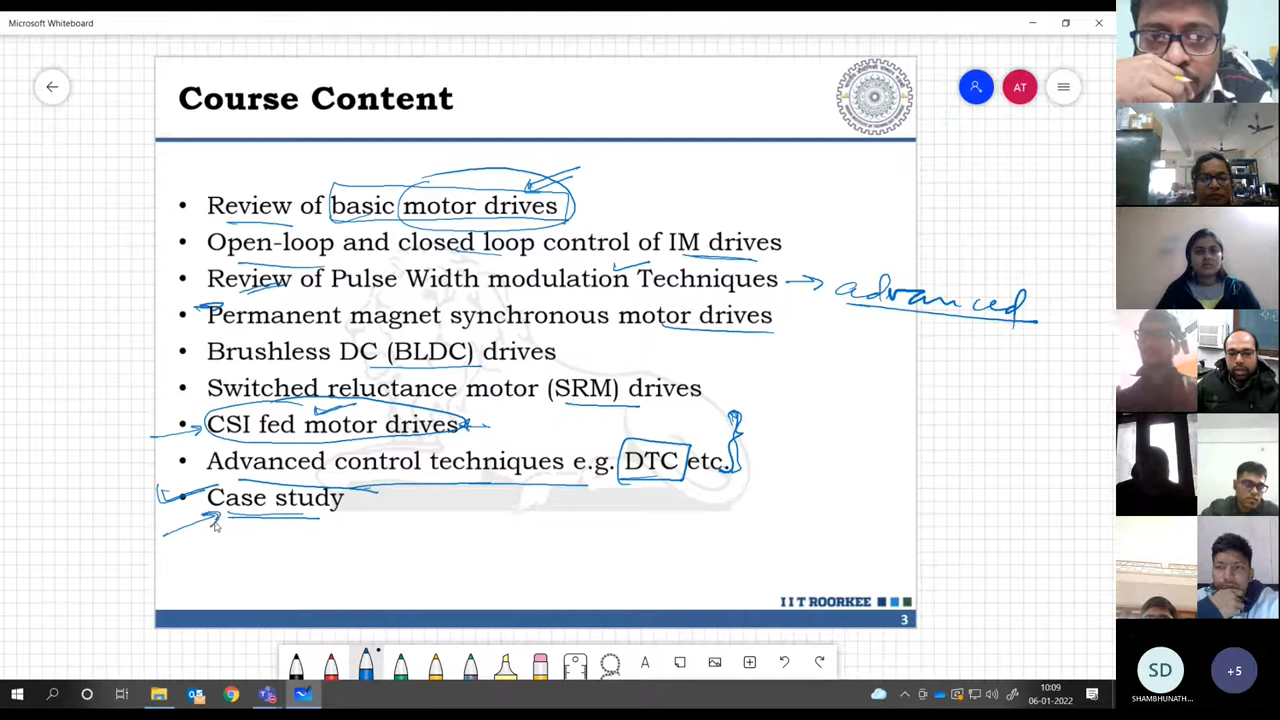 Microsoft Whiteboard
Course Content
AT
• Review of basic motor drives
• Open-loop and closed loop control of IM drives
• Review of Pulse Width modulation Techniques → advanced
• Permanent magnet synchronous motor drives
• Brushless DC (BLDC) drives
• Switched reluctance motor (SRM) drives
• CSI fed motor drives
• Advanced control techniques e.g. DTC etc.
• Case study
I I T ROORKEE
3
SD
+5
SHAMBHUNATH...
10:09
06-01-2022